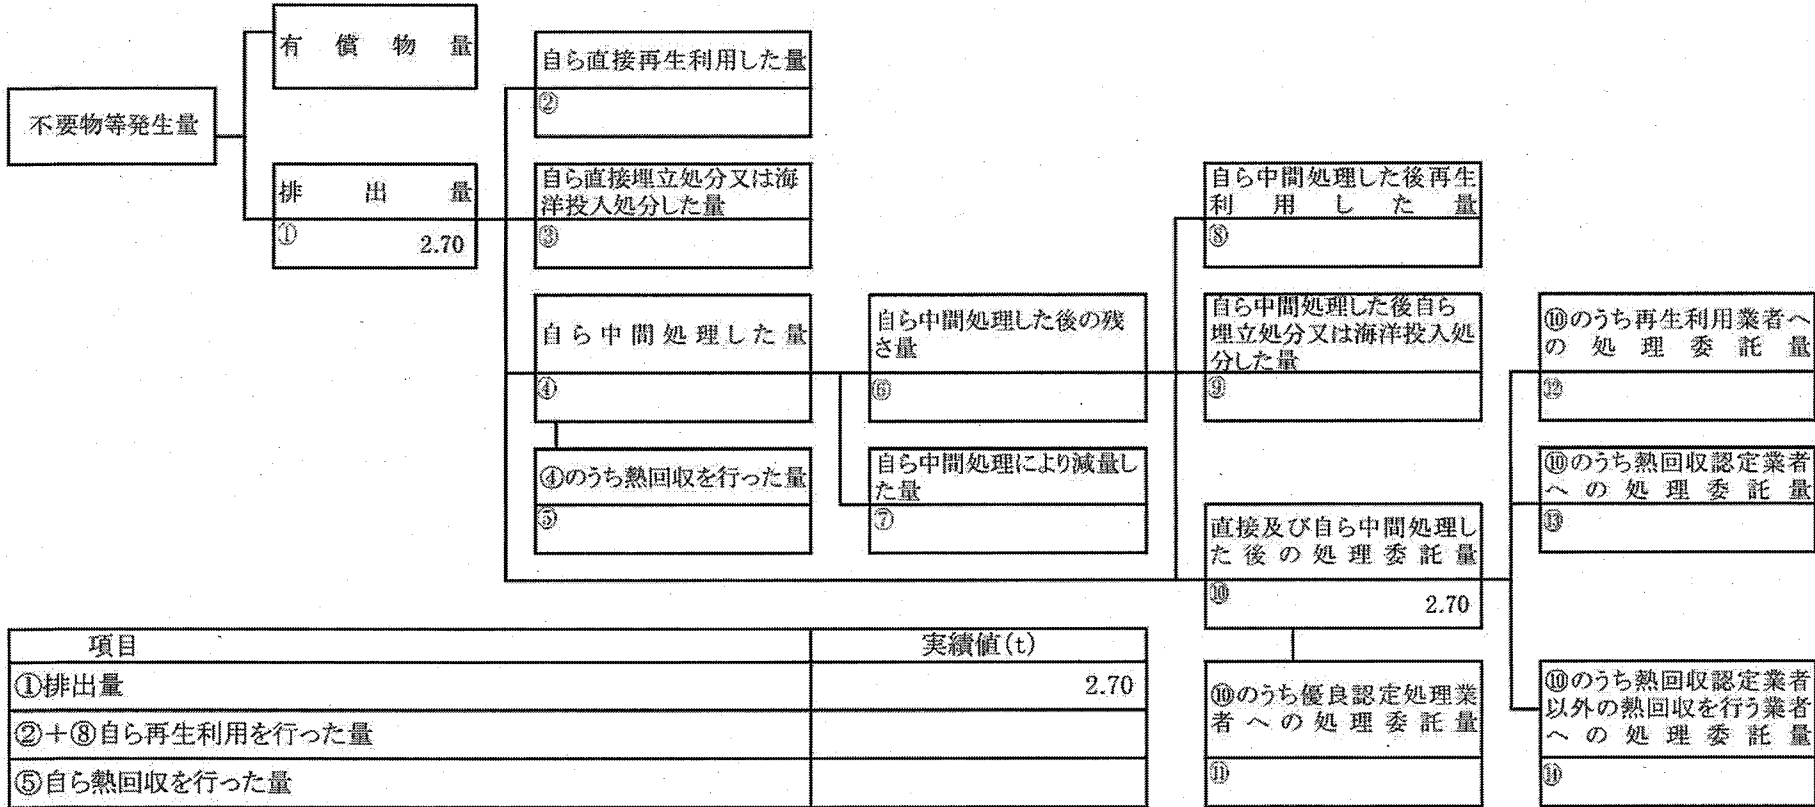 有償物量
不要物等発生量
排出量
①
2.70
自ら直接再生利用した量
②
自ら直接埋立処分又は海
洋投入処分した量
③
自ら中間処理した量
④
④のうち熱回収を行った量
⑤
自ら中間処理した後の残
さ量
⑥
自ら中間処理により減量し
た量
⑦
自ら中間処理した後再生
利用した量
⑧
自ら中間処理した後自ら
埋立処分又は海洋投入処
分した量
⑨
直接及び自ら中間処理し
た後の処理委託量
⑩
2.70
⑩のうち優良認定処理業
者への処理委託量
⑪
⑩のうち再生利用業者へ
の処理委託量
⑫
⑩のうち熱回収認定業者
への処理委託量
⑬
⑩のうち熱回収認定業者
以外の熱回収を行う業者
への処理委託量
⑭
項目 実績値(t)
①排出量 2.70
②+⑧自ら再生利用を行った量
⑤自ら熱回収を行った量